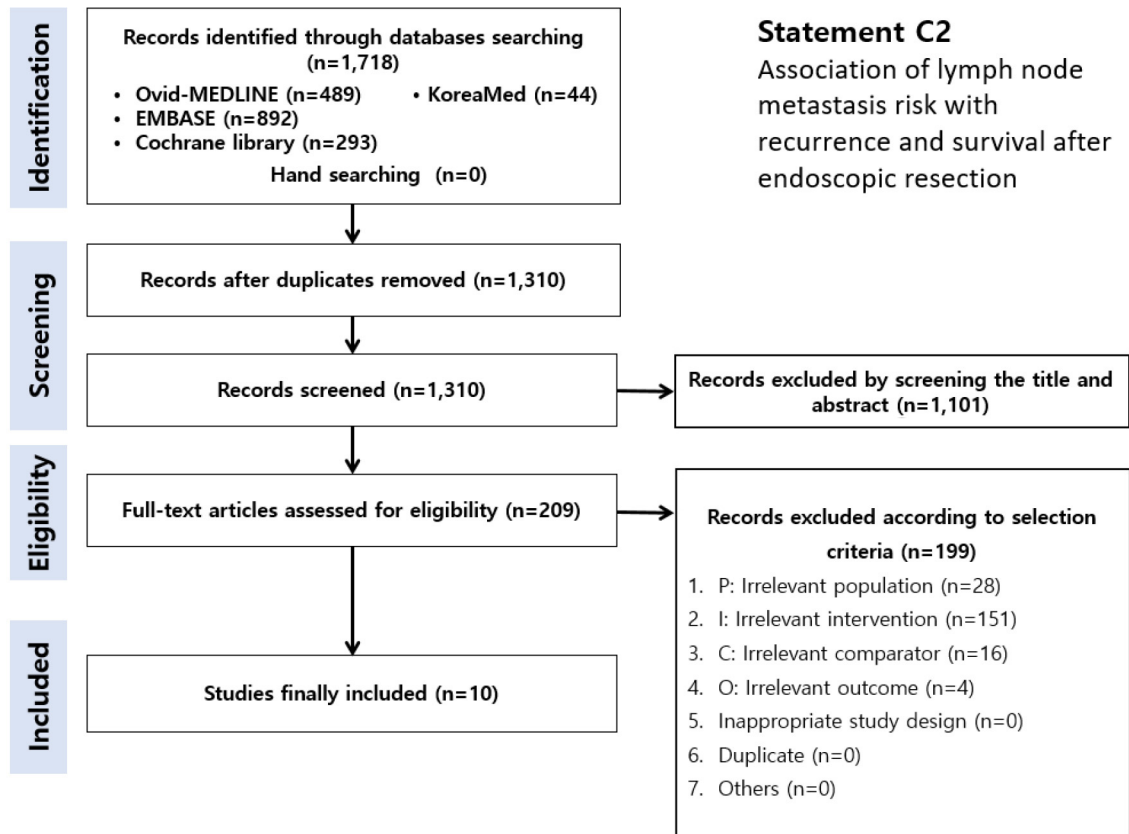 Identification
Records identified through databases searching
(n=1,718)
• Ovid-MEDLINE (n=489) • KoreaMed (n=44)
• EMBASE (n=892)
• Cochrane library (n=293)
Hand searching (n=0)
Statement C2
Association of lymph node
metastasis risk with
recurrence and survival after
endoscopic resection
Screening
Records after duplicates removed (n=1,310)
Records screened (n=1,310)
Records excluded by screening the title and
abstract (n=1,101)
Eligibility
Full-text articles assessed for eligibility (n=209)
Records excluded according to selection
criteria (n=199)
1. P: Irrelevant population (n=28)
2. I: Irrelevant intervention (n=151)
3. C: Irrelevant comparator (n=16)
4. O: Irrelevant outcome (n=4)
5. Inappropriate study design (n=0)
6. Duplicate (n=0)
7. Others (n=0)
Included
Studies finally included (n=10)